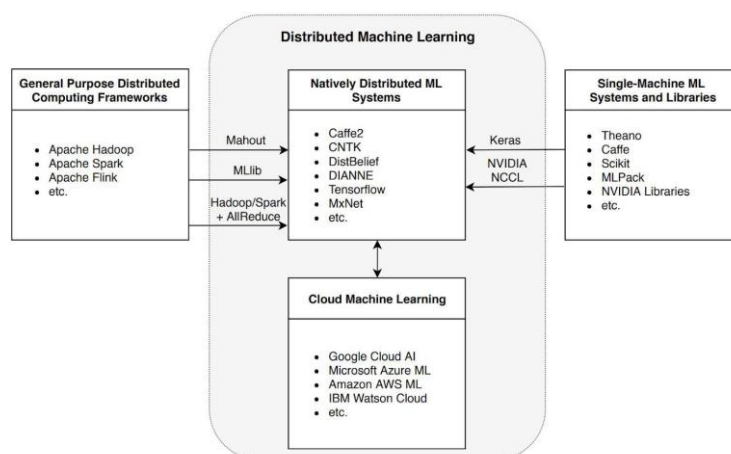 Distributed Machine Learning
General Purpose Distributed
Computing Frameworks
• Apache Hadoop
• Apache Spark
• Apache Flink
• etc.
Mahout
MLlib
Hadoop/Spark
+ AllReduce
Natively Distributed ML
Systems
• Caffe2
• CNTK
• DistBelief
• DIANNE
• Tensorflow
• MxNet
• etc.
Keras
NVIDIA
NCCL
Single-Machine ML
Systems and Libraries
• Theano
• Caffe
• Scikit
• MLPack
• NVIDIA Libraries
• etc.
Cloud Machine Learning
• Google Cloud AI
• Microsoft Azure ML
• Amazon AWS ML
• IBM Watson Cloud
• etc.